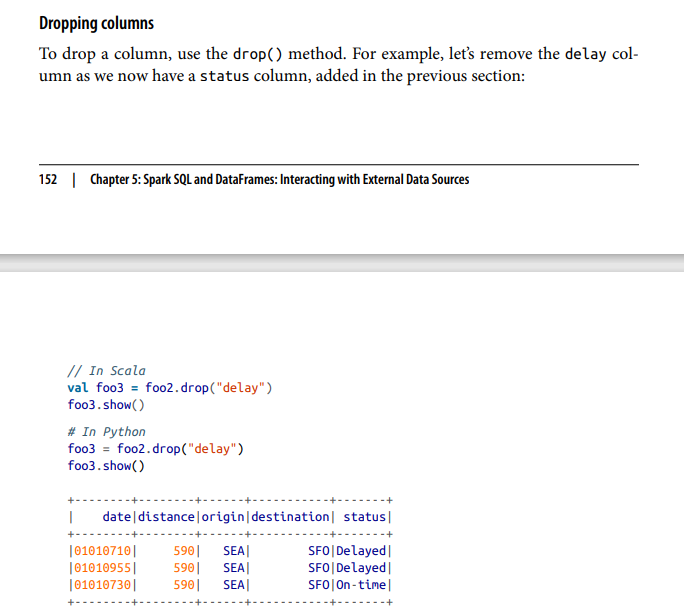 Dropping columns
To drop a column, use the drop() method. For example, let’s remove the delay col-
umn as we now have a status column, added in the previous section:
152 | Chapter 5: Spark SQL and DataFrames: Interacting with External Data Sources
// In Scala
val foo3 = foo2.drop("delay")
foo3.show()
# In Python
foo3 = foo2.drop("delay")
foo3.show()
+--------+--------+------+-----------+-------+
|    date|distance|origin|destination| status|
+--------+--------+------+-----------+-------+
|01010710|     590|   SEA|        SFO|Delayed|
|01010955|     590|   SEA|        SFO|Delayed|
|01010730|     590|   SEA|        SFO|On-time|
+--------+--------+------+-----------+-------+